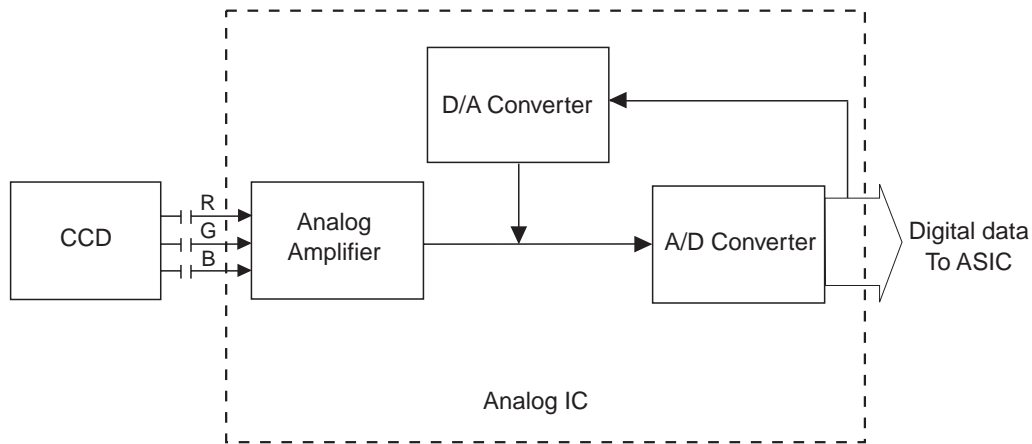 D/A Converter
CCD
R
G
B
Analog
Amplifier
A/D Converter
Digital data
To ASIC
Analog IC